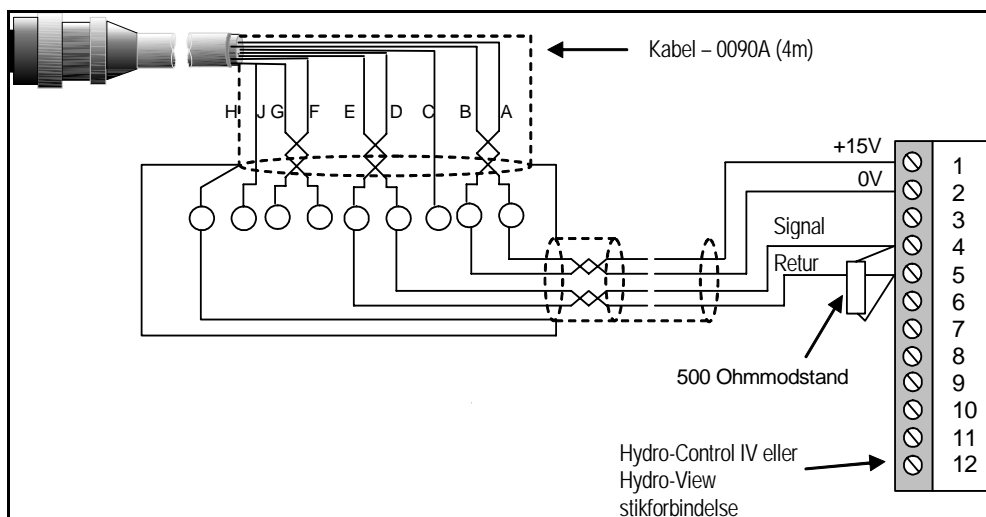 Kabel – 0090A (4m)
H J G F E D C B A
+15V
0V
Signal
Retur
1
2
3
4
5
6
7
8
9
10
11
12
500 Ohmmodstand
Hydro-Control IV eller
Hydro-View
stikforbindelse